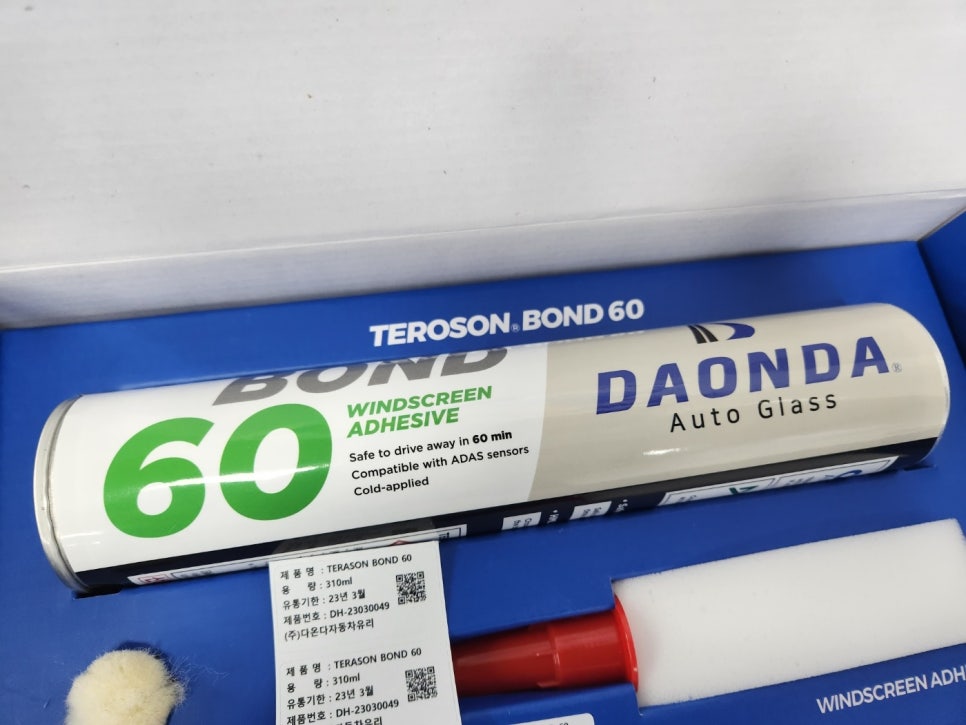 TEROSON® BOND 60
BOND
60
WINDSCREEN
ADHESIVE
Safe to drive away in 60 min
Compatible with ADAS sensors
Cold-applied
DAONDA®
Auto Glass
제 품 명 : TERASON BOND 60
용 량 : 310ml
유통기한 : 23년 3월
제품번호 : DH-23030049
(주)다온다자동차유리
제 품 명 : TERASON BOND 60
용 량 : 310ml
유통기한 : 23년 3월
제품번호 : DH-23030049
WINDSCREEN ADH